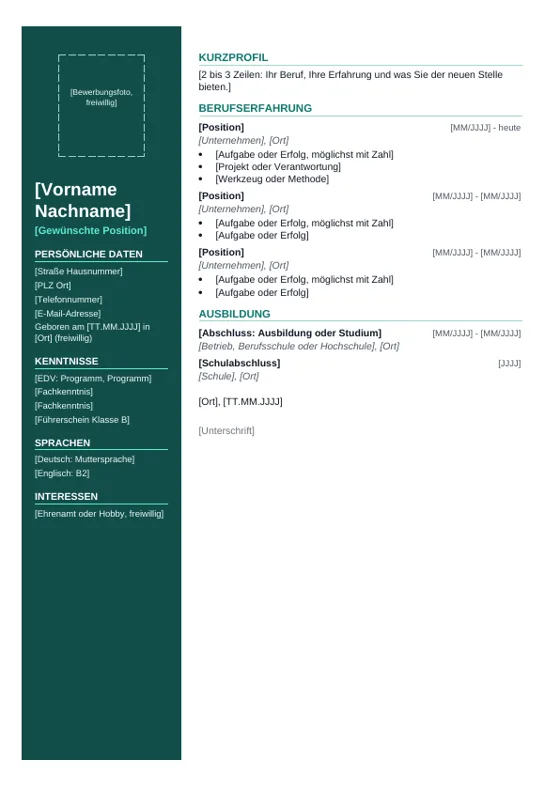 [Bewerbungsfoto,
freiwillig]
[Vorname
Nachname]
[Gewünschte Position]
PERSÖNLICHE DATEN
[Straße Hausnummer]
[PLZ Ort]
[Telefonnummer]
[E-Mail-Adresse]
Geboren am [TT.MM.JJJJ] in
[Ort] (freiwillig)
KENNTNISSE
[EDV: Programm, Programm]
[Fachkenntnis]
[Fachkenntnis]
[Führerschein Klasse B]
SPRACHEN
[Deutsch: Muttersprache]
[Englisch: B2]
INTERESSEN
[Ehrenamt oder Hobby, freiwillig]
KURZPROFIL
[2 bis 3 Zeilen: Ihr Beruf, Ihre Erfahrung und was Sie der neuen Stelle
bieten.]
BERUFSERFAHRUNG
[Position] [MM/JJJJ] - heute
[Unternehmen], [Ort]
• [Aufgabe oder Erfolg, möglichst mit Zahl]
• [Projekt oder Verantwortung]
• [Werkzeug oder Methode]
[Position] [MM/JJJJ] - [MM/JJJJ]
[Unternehmen], [Ort]
• [Aufgabe oder Erfolg, möglichst mit Zahl]
• [Aufgabe oder Erfolg]
[Position] [MM/JJJJ] - [MM/JJJJ]
[Unternehmen], [Ort]
• [Aufgabe oder Erfolg, möglichst mit Zahl]
• [Aufgabe oder Erfolg]
AUSBILDUNG
[Abschluss: Ausbildung oder Studium] [MM/JJJJ] - [MM/JJJJ]
[Betrieb, Berufsschule oder Hochschule], [Ort]
[Schulabschluss] [JJJJ]
[Schule], [Ort]
[Ort], [TT.MM.JJJJ]
[Unterschrift]